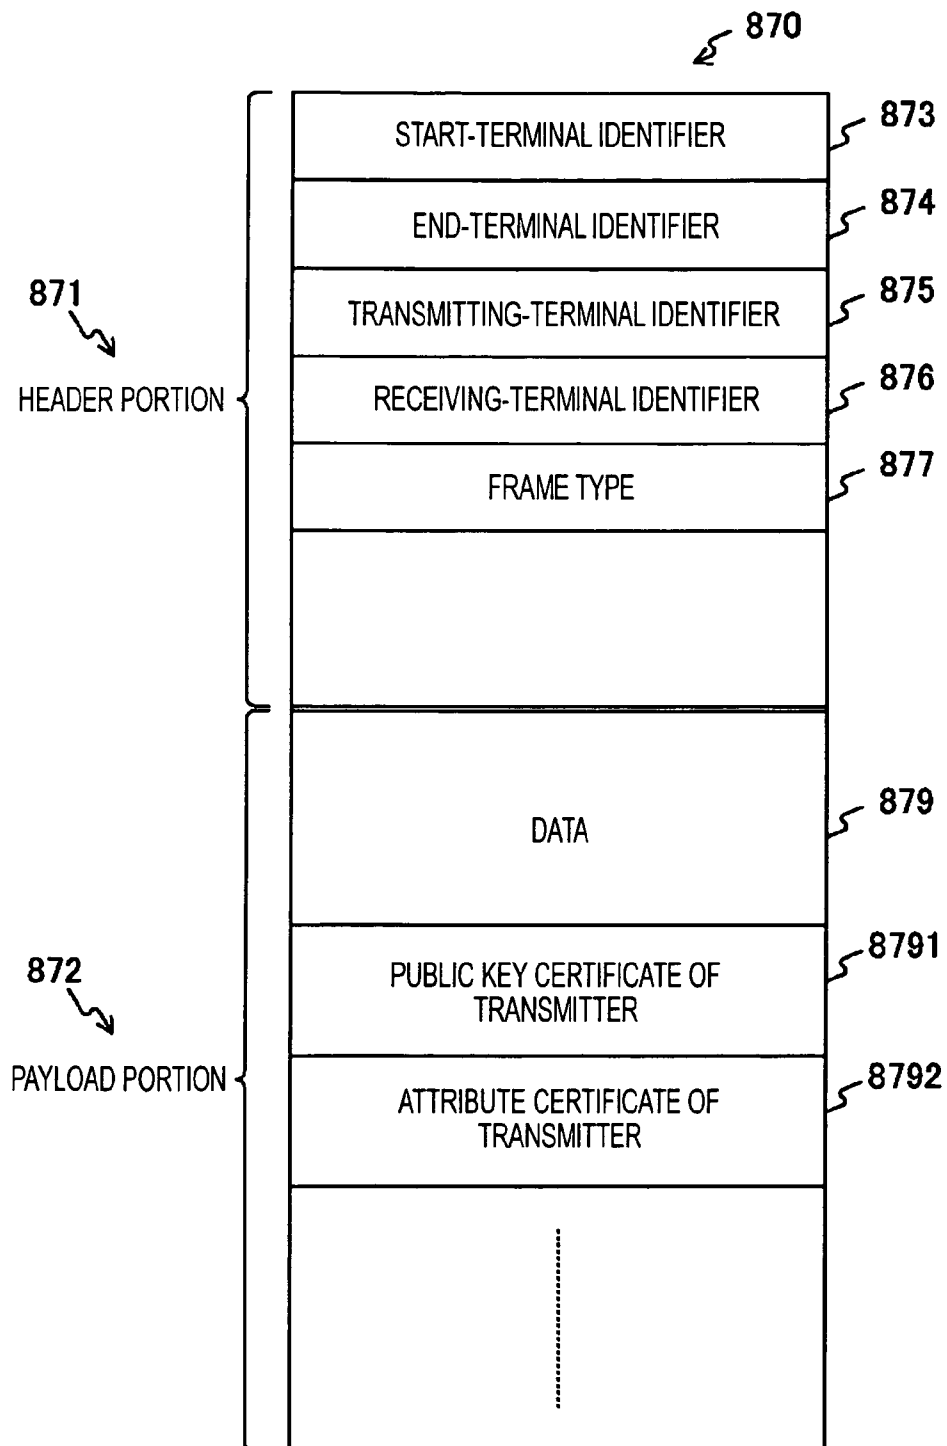 870
START-TERMINAL IDENTIFIER
873
END-TERMINAL IDENTIFIER
874
871
TRANSMITTING-TERMINAL IDENTIFIER
875
HEADER PORTION
RECEIVING-TERMINAL IDENTIFIER
876
FRAME TYPE
877
DATA
879
872
PAYLOAD PORTION
PUBLIC KEY CERTIFICATE OF
TRANSMITTER
8791
ATTRIBUTE CERTIFICATE OF
TRANSMITTER
8792